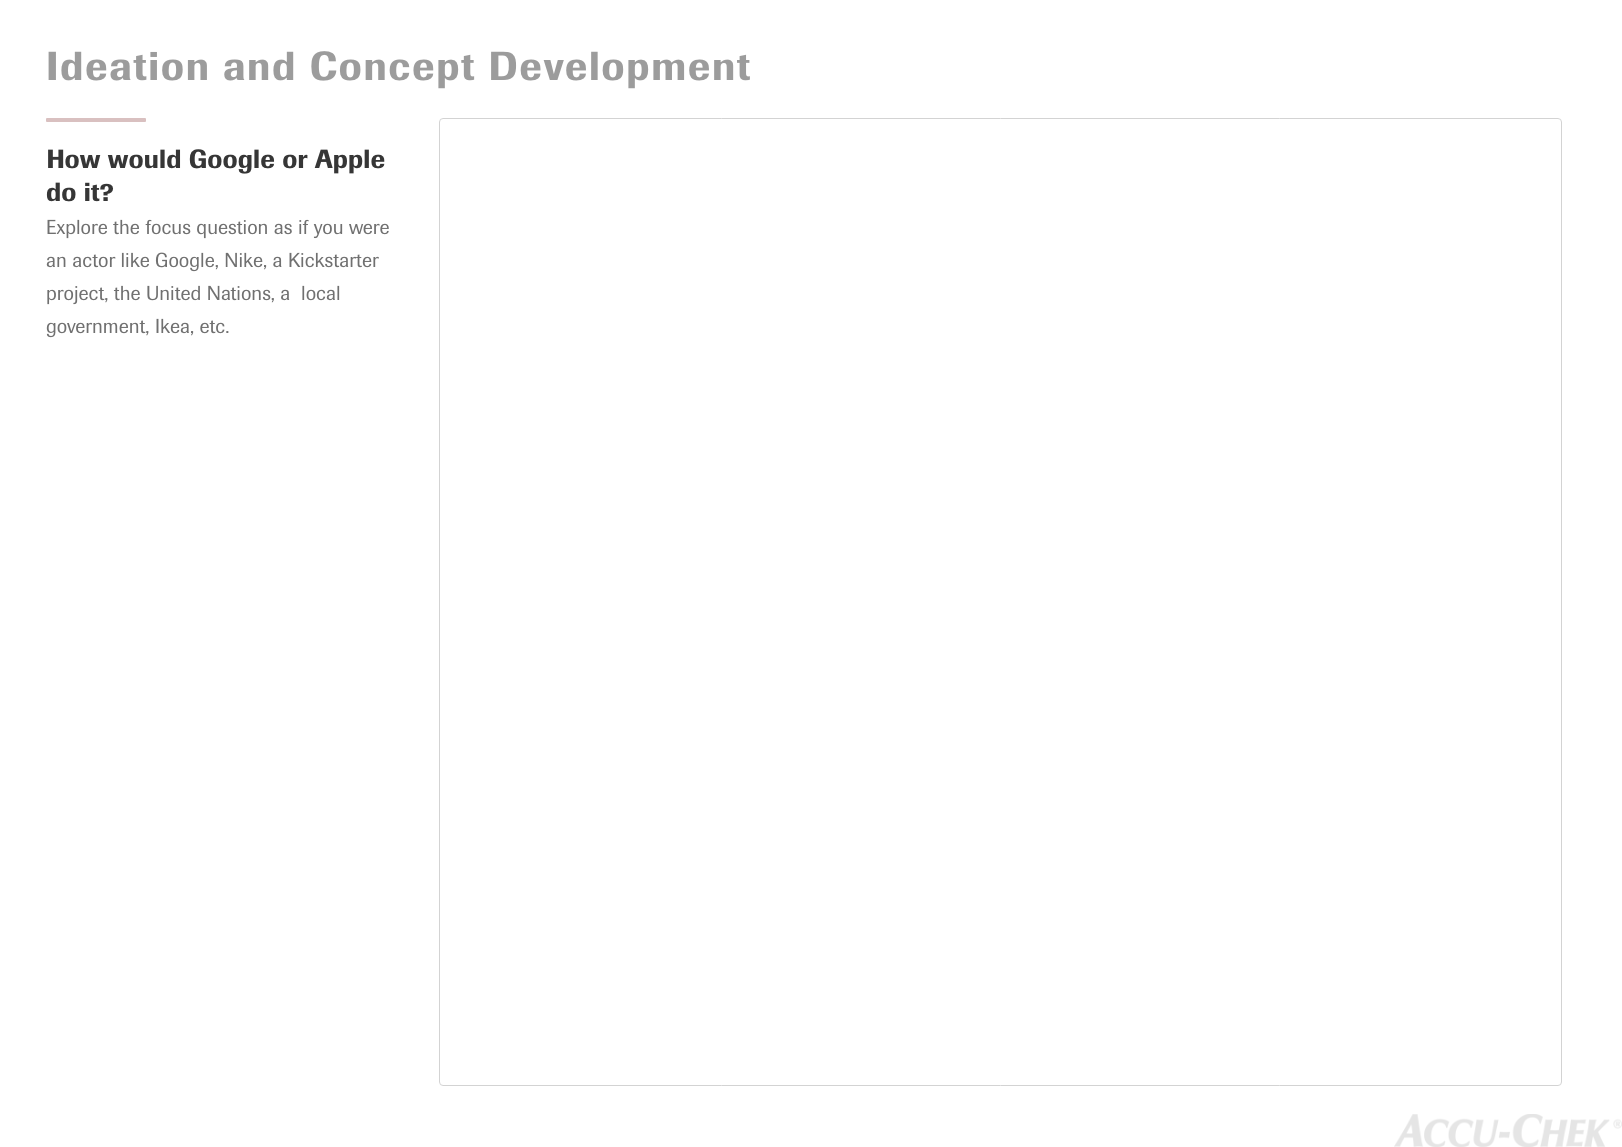 Ideation and Concept Development
How would Google or Apple
do it?
Explore the focus question as if you were
an actor like Google, Nike, a Kickstarter
project, the United Nations, a  local
government, Ikea, etc.
ACCU-CHEK®